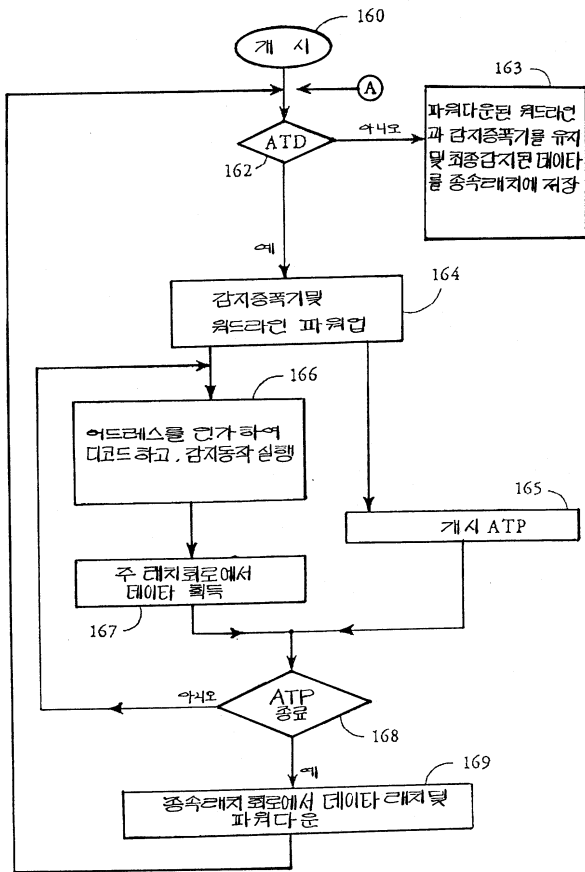 160
개 시
A
163
ATD
162
아니오
파워다운된 워드라인
과 감지증폭기를 유지
및 최종감지된 데이타
를 종속래치에 저장
예
164
감지증폭기및
워드라인 파워업
166
어드레스를 인가 하여
디코드 하고, 감지동작 실행
165
개시 ATP
주 래치회로에서
데이타 획득
167
아니오
ATP
종료
168
예
169
종속래치 회로에서 데이타 래치및
파워다운